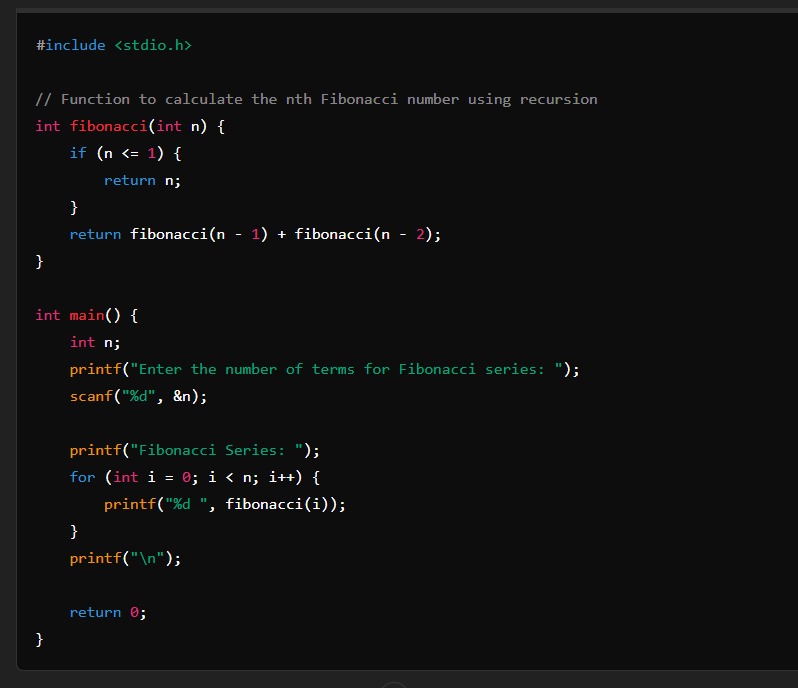 #include <stdio.h>
// Function to calculate the nth Fibonacci number using recursion
int fibonacci(int n) {
    if (n <= 1) {
        return n;
    }
    return fibonacci(n - 1) + fibonacci(n - 2);
}
int main() {
    int n;
    printf("Enter the number of terms for Fibonacci series: ");
    scanf("%d", &n);
    printf("Fibonacci Series: ");
    for (int i = 0; i < n; i++) {
        printf("%d ", fibonacci(i));
    }
    printf("\n");
    return 0;
}